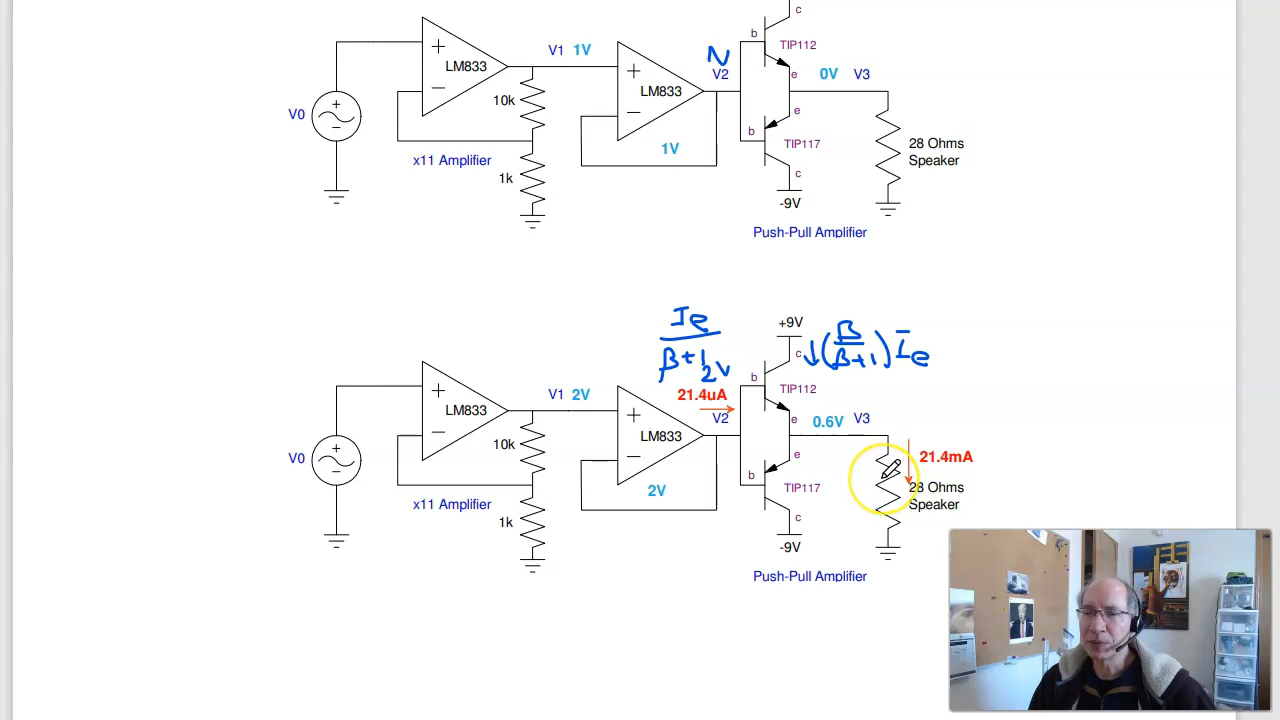 c
b
TIP112
+
LM833
−
V1 1V
+
LM833
−
N
V2
e
0V V3
10k
V0
+
−
e
b
TIP117
28 Ohms
Speaker
x11 Amplifier
1V
1k
c
-9V
Push-Pull Amplifier
Ie
β+1
2V
+9V
c
(β/β+1) Ie
b
TIP112
21.4uA
+
LM833
−
V1 2V
+
LM833
−
V2
e
0.6V V3
10k
V0
+
−
e
21.4mA
b
TIP117
28 Ohms
Speaker
x11 Amplifier
2V
1k
c
-9V
Push-Pull Amplifier